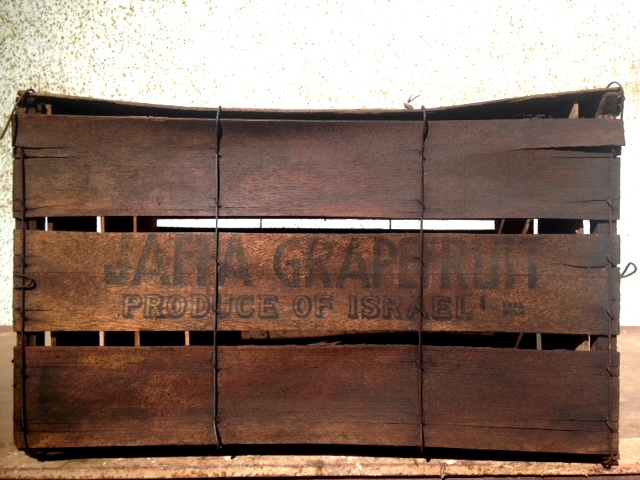 JAFFA GRAPEFRUIT
PRODUCE OF ISRAEL